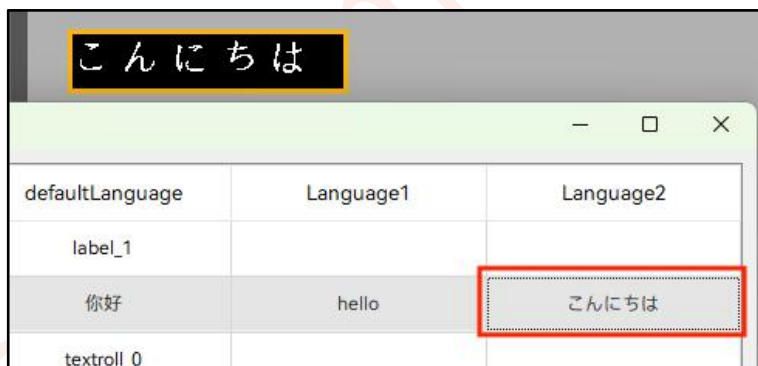 こんにちは
defaultLanguage Language1 Language2
label_1
你好 hello こんにちは
textroll_0